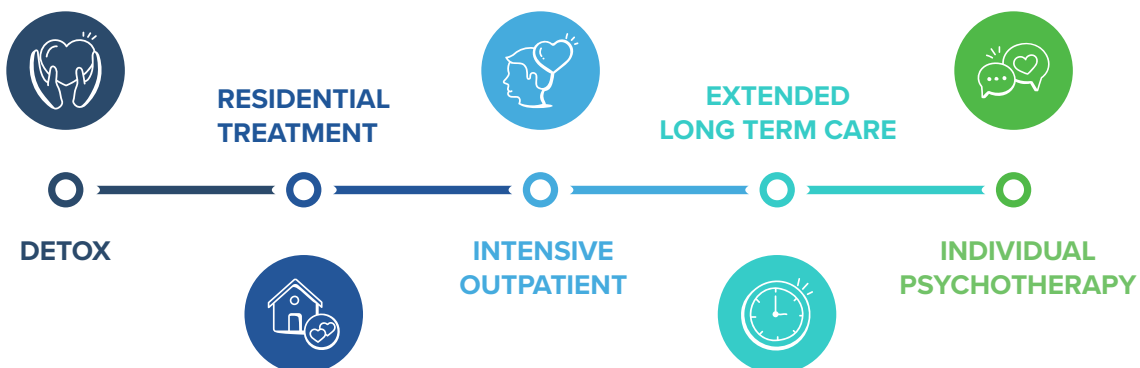 DETOX
RESIDENTIAL
TREATMENT
INTENSIVE
OUTPATIENT
EXTENDED
LONG TERM CARE
INDIVIDUAL
PSYCHOTHERAPY